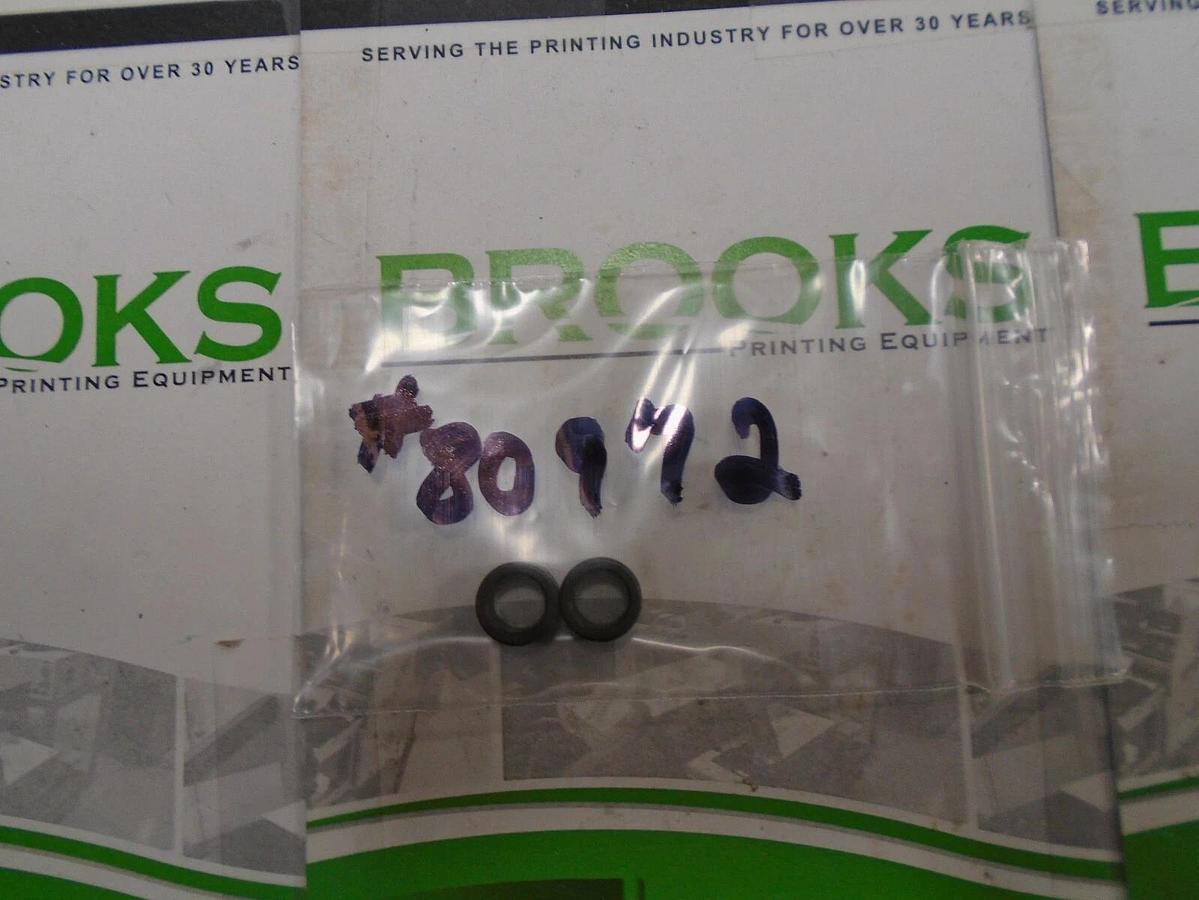 SERVING
STRY FOR OVER 30 YEARS
SERVING THE PRINTING INDUSTRY FOR OVER 30 YEARS
OKS
PRINTING EQUIPMENT
BROOKS
PRINTING EQUIPMENT
#80972